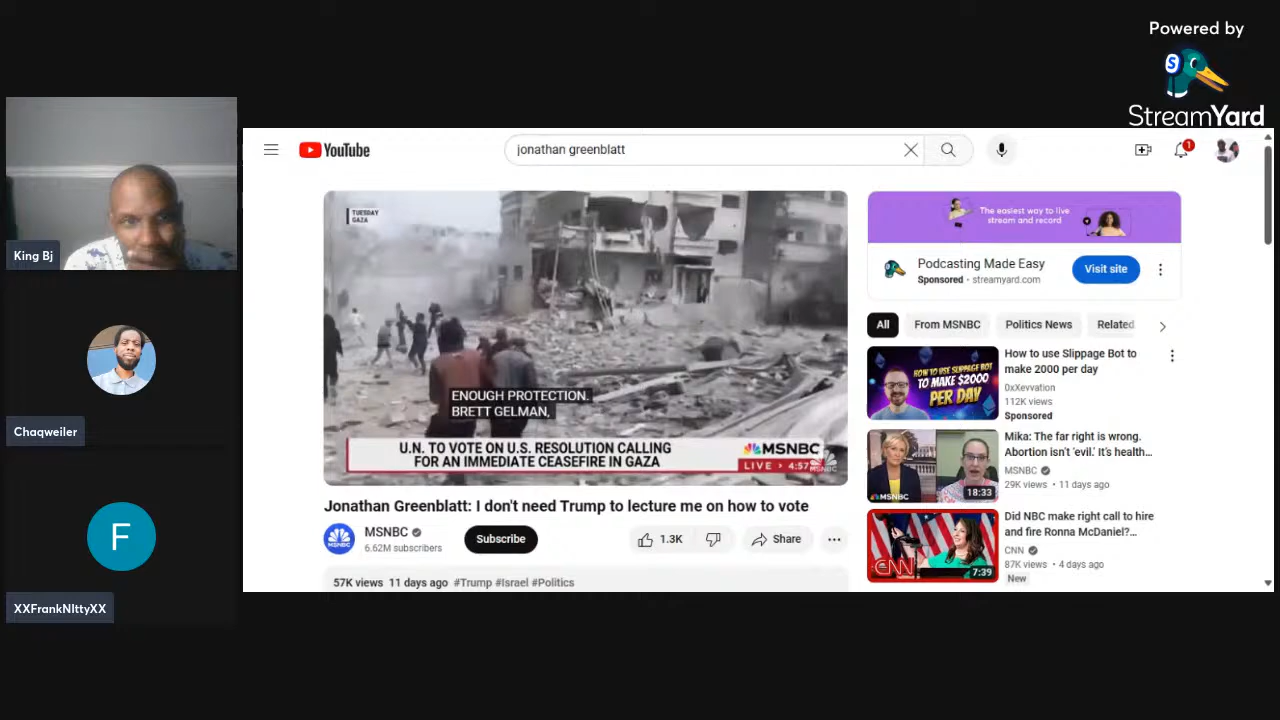 Powered by
StreamYard
King Bj
Chaqweiler
F
XXFrankNIttyXX
YouTube
jonathan greenblatt
1
TUESDAY
GAZA
ENOUGH PROTECTION.
BRETT GELMAN,
U.N. TO VOTE ON U.S. RESOLUTION CALLING
FOR AN IMMEDIATE CEASEFIRE IN GAZA
MSNBC
LIVE > 4:57
MSNBC
Jonathan Greenblatt: I don't need Trump to lecture me on how to vote
MSNBC
6.62M subscribers
Subscribe
1.3K
Share
57K views 11 days ago #Trump #Israel #Politics
The easiest way to live
stream and record
Podcasting Made Easy
Sponsored · streamyard.com
Visit site
All
From MSNBC
Politics News
Related
HOW TO USE SLIPPAGE BOT
TO MAKE $2000
PER DAY
How to use Slippage Bot to
make 2000 per day
0xXevvation
112K views
Sponsored
MSNBC
18:33
Mika: The far right is wrong.
Abortion isn't 'evil.' It's health...
MSNBC
29K views • 11 days ago
CNN
7:39
Did NBC make right call to hire
and fire Ronna McDaniel?...
CNN
87K views • 4 days ago
New